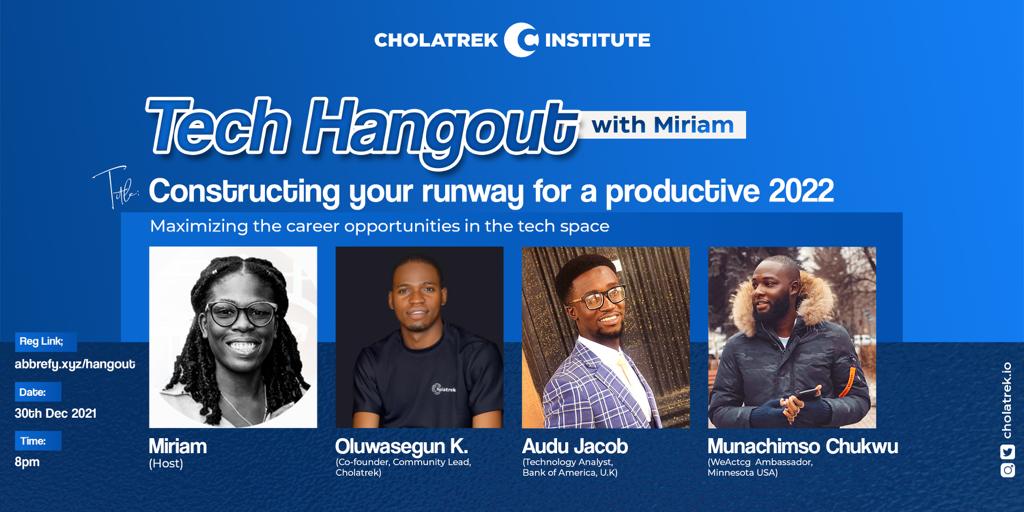 CHOLATREK INSTITUTE
Tech Hangout with Miriam
Title:
Constructing your runway for a productive 2022
Maximizing the career opportunities in the tech space
Reg Link;
abbrefy.xyz/hangout
Date:
30th Dec 2021
Time:
8pm
Cholatrek
Miriam
(Host)
Oluwasegun K.
(Co-founder, Community Lead,
Cholatrek)
Audu Jacob
(Technology Analyst,
Bank of America, U.K)
Munachimso Chukwu
(WeActcg Ambassador,
Minnesota USA)
cholatrek.io